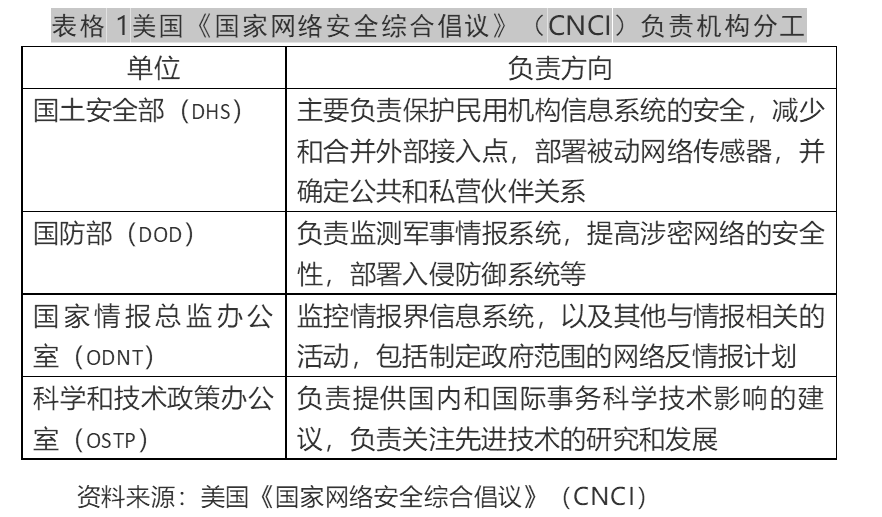 表格 1美国《国家网络安全综合倡议》（CNCI）负责机构分工
单位
负责方向
国土安全部（DHS）
主要负责保护民用机构信息系统的安全，减少
和合并外部接入点，部署被动网络传感器，并
确定公共和私营伙伴关系
国防部（DOD）
负责监测军事情报系统，提高涉密网络的安全
性，部署入侵防御系统等
国家情报总监办公
室（ODNT）
监控情报界信息系统，以及其他与情报相关的
活动，包括制定政府范围的网络反情报计划
科学和技术政策办公
室（OSTP）
负责提供国内和国际事务科学技术影响的建
议，负责关注先进技术的研究和发展
资料来源：美国《国家网络安全综合倡议》（CNCI）